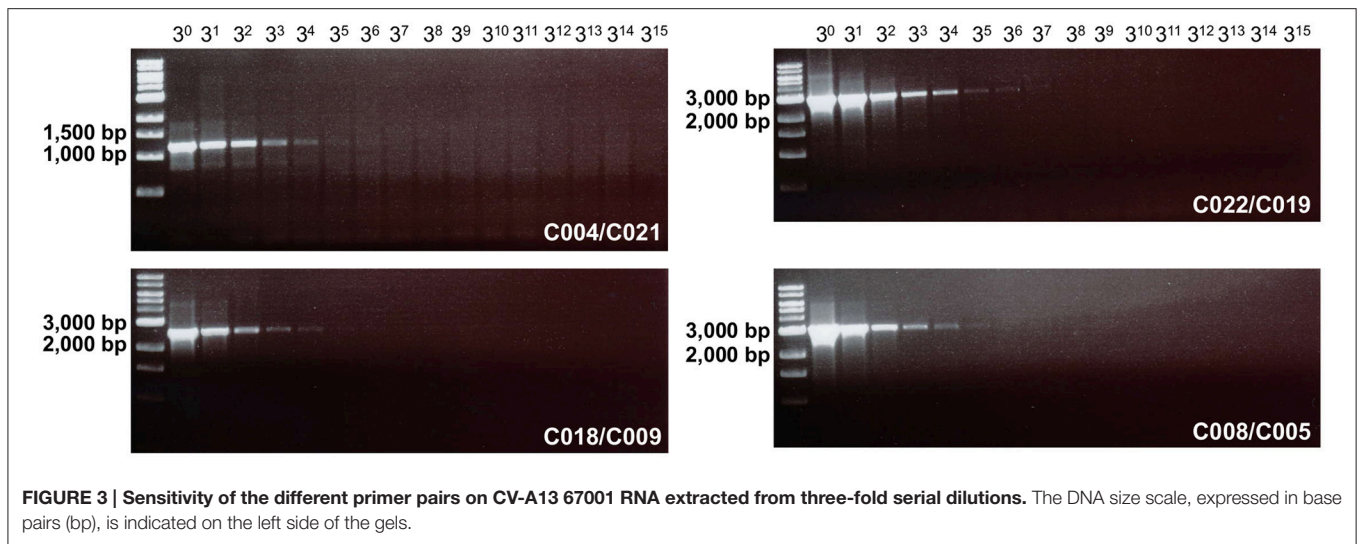 3⁰ 3¹ 3² 3³ 3⁴ 3⁵ 3⁶ 3⁷ 3⁸ 3⁹ 3¹⁰ 3¹¹ 3¹² 3¹³ 3¹⁴ 3¹⁵
1,500 bp
1,000 bp
C004/C021
3⁰ 3¹ 3² 3³ 3⁴ 3⁵ 3⁶ 3⁷ 3⁸ 3⁹ 3¹⁰ 3¹¹ 3¹² 3¹³ 3¹⁴ 3¹⁵
3,000 bp
2,000 bp
C022/C019
3,000 bp
2,000 bp
C018/C009
3,000 bp
2,000 bp
C008/C005
FIGURE 3 | Sensitivity of the different primer pairs on CV-A13 67001 RNA extracted from three-fold serial dilutions. The DNA size scale, expressed in base
pairs (bp), is indicated on the left side of the gels.